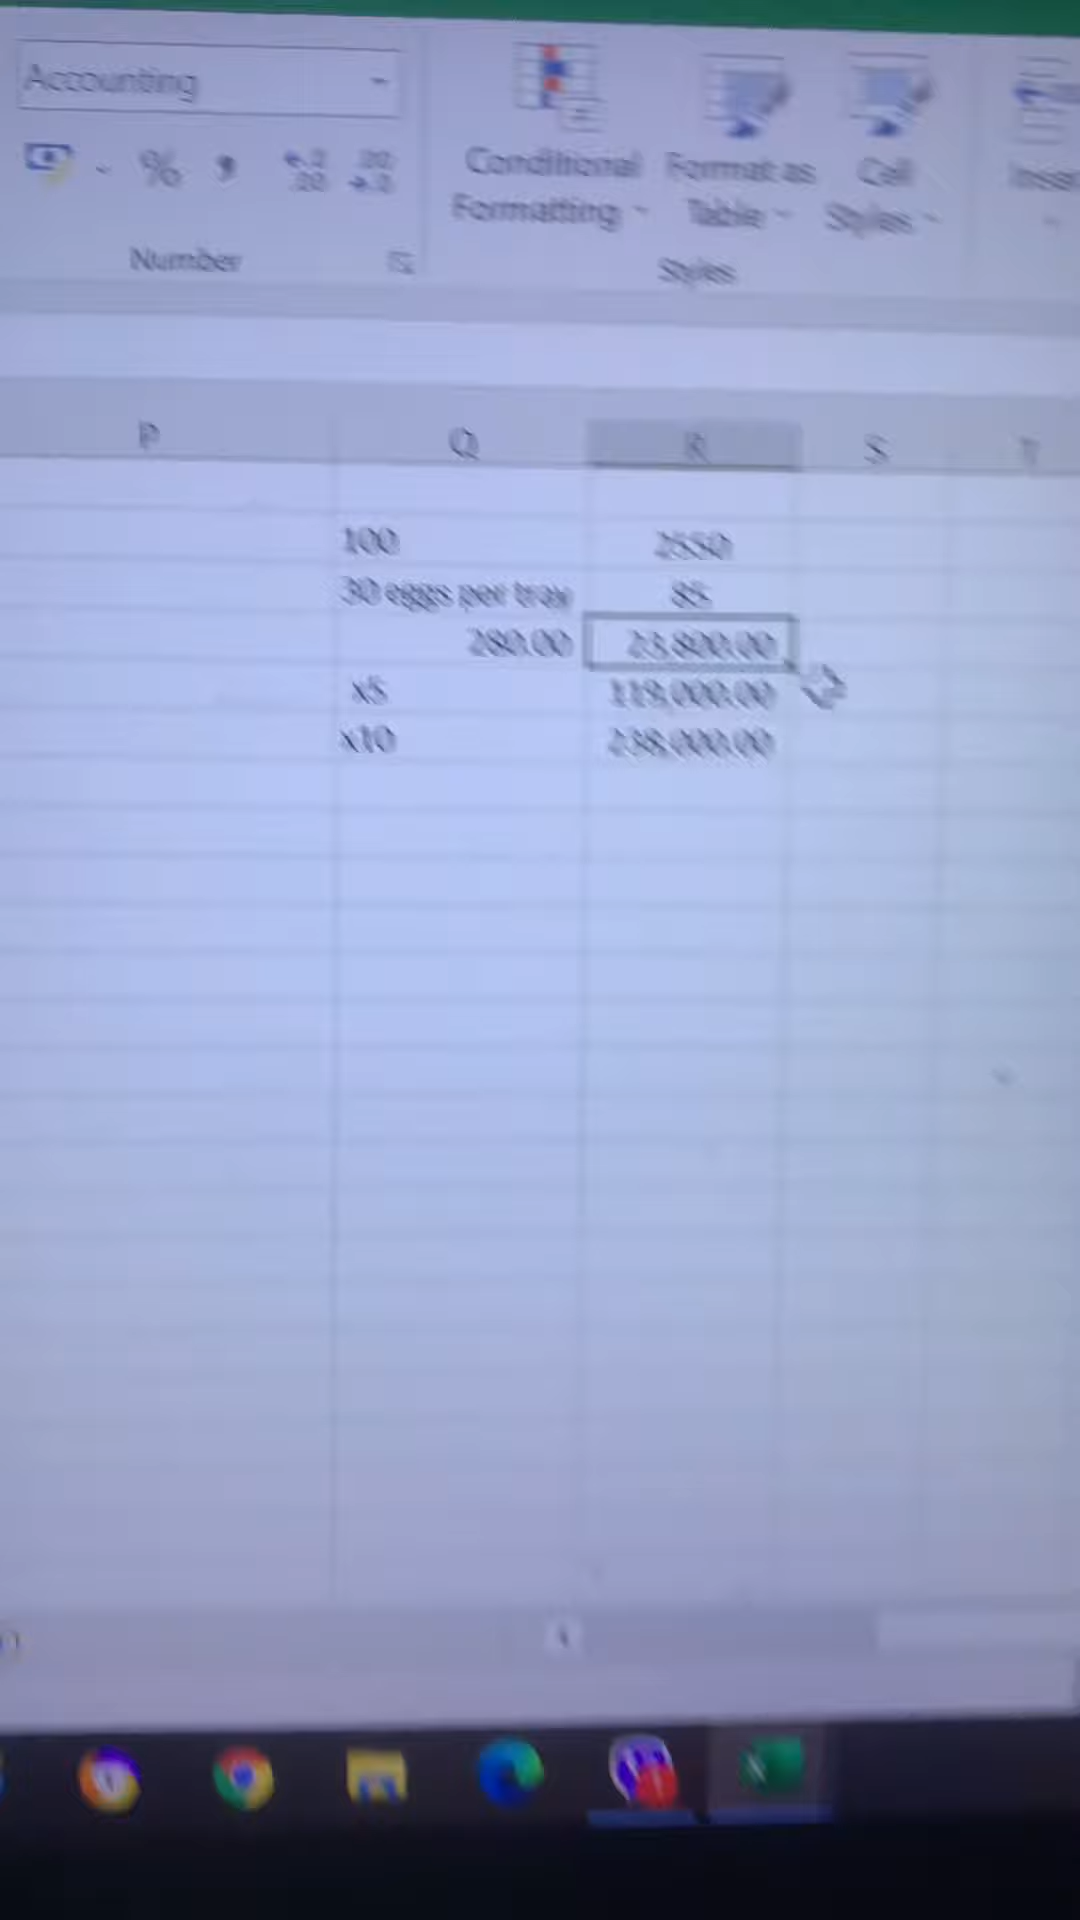 Accounting
%
Conditional Formatting
Format as Table
Cell Styles
Inser
Number
Styles
P Q R S T
100 2550
30 eggs per tray 85
280.00 23,800.00
x5 119,000.00
x10 238,000.00